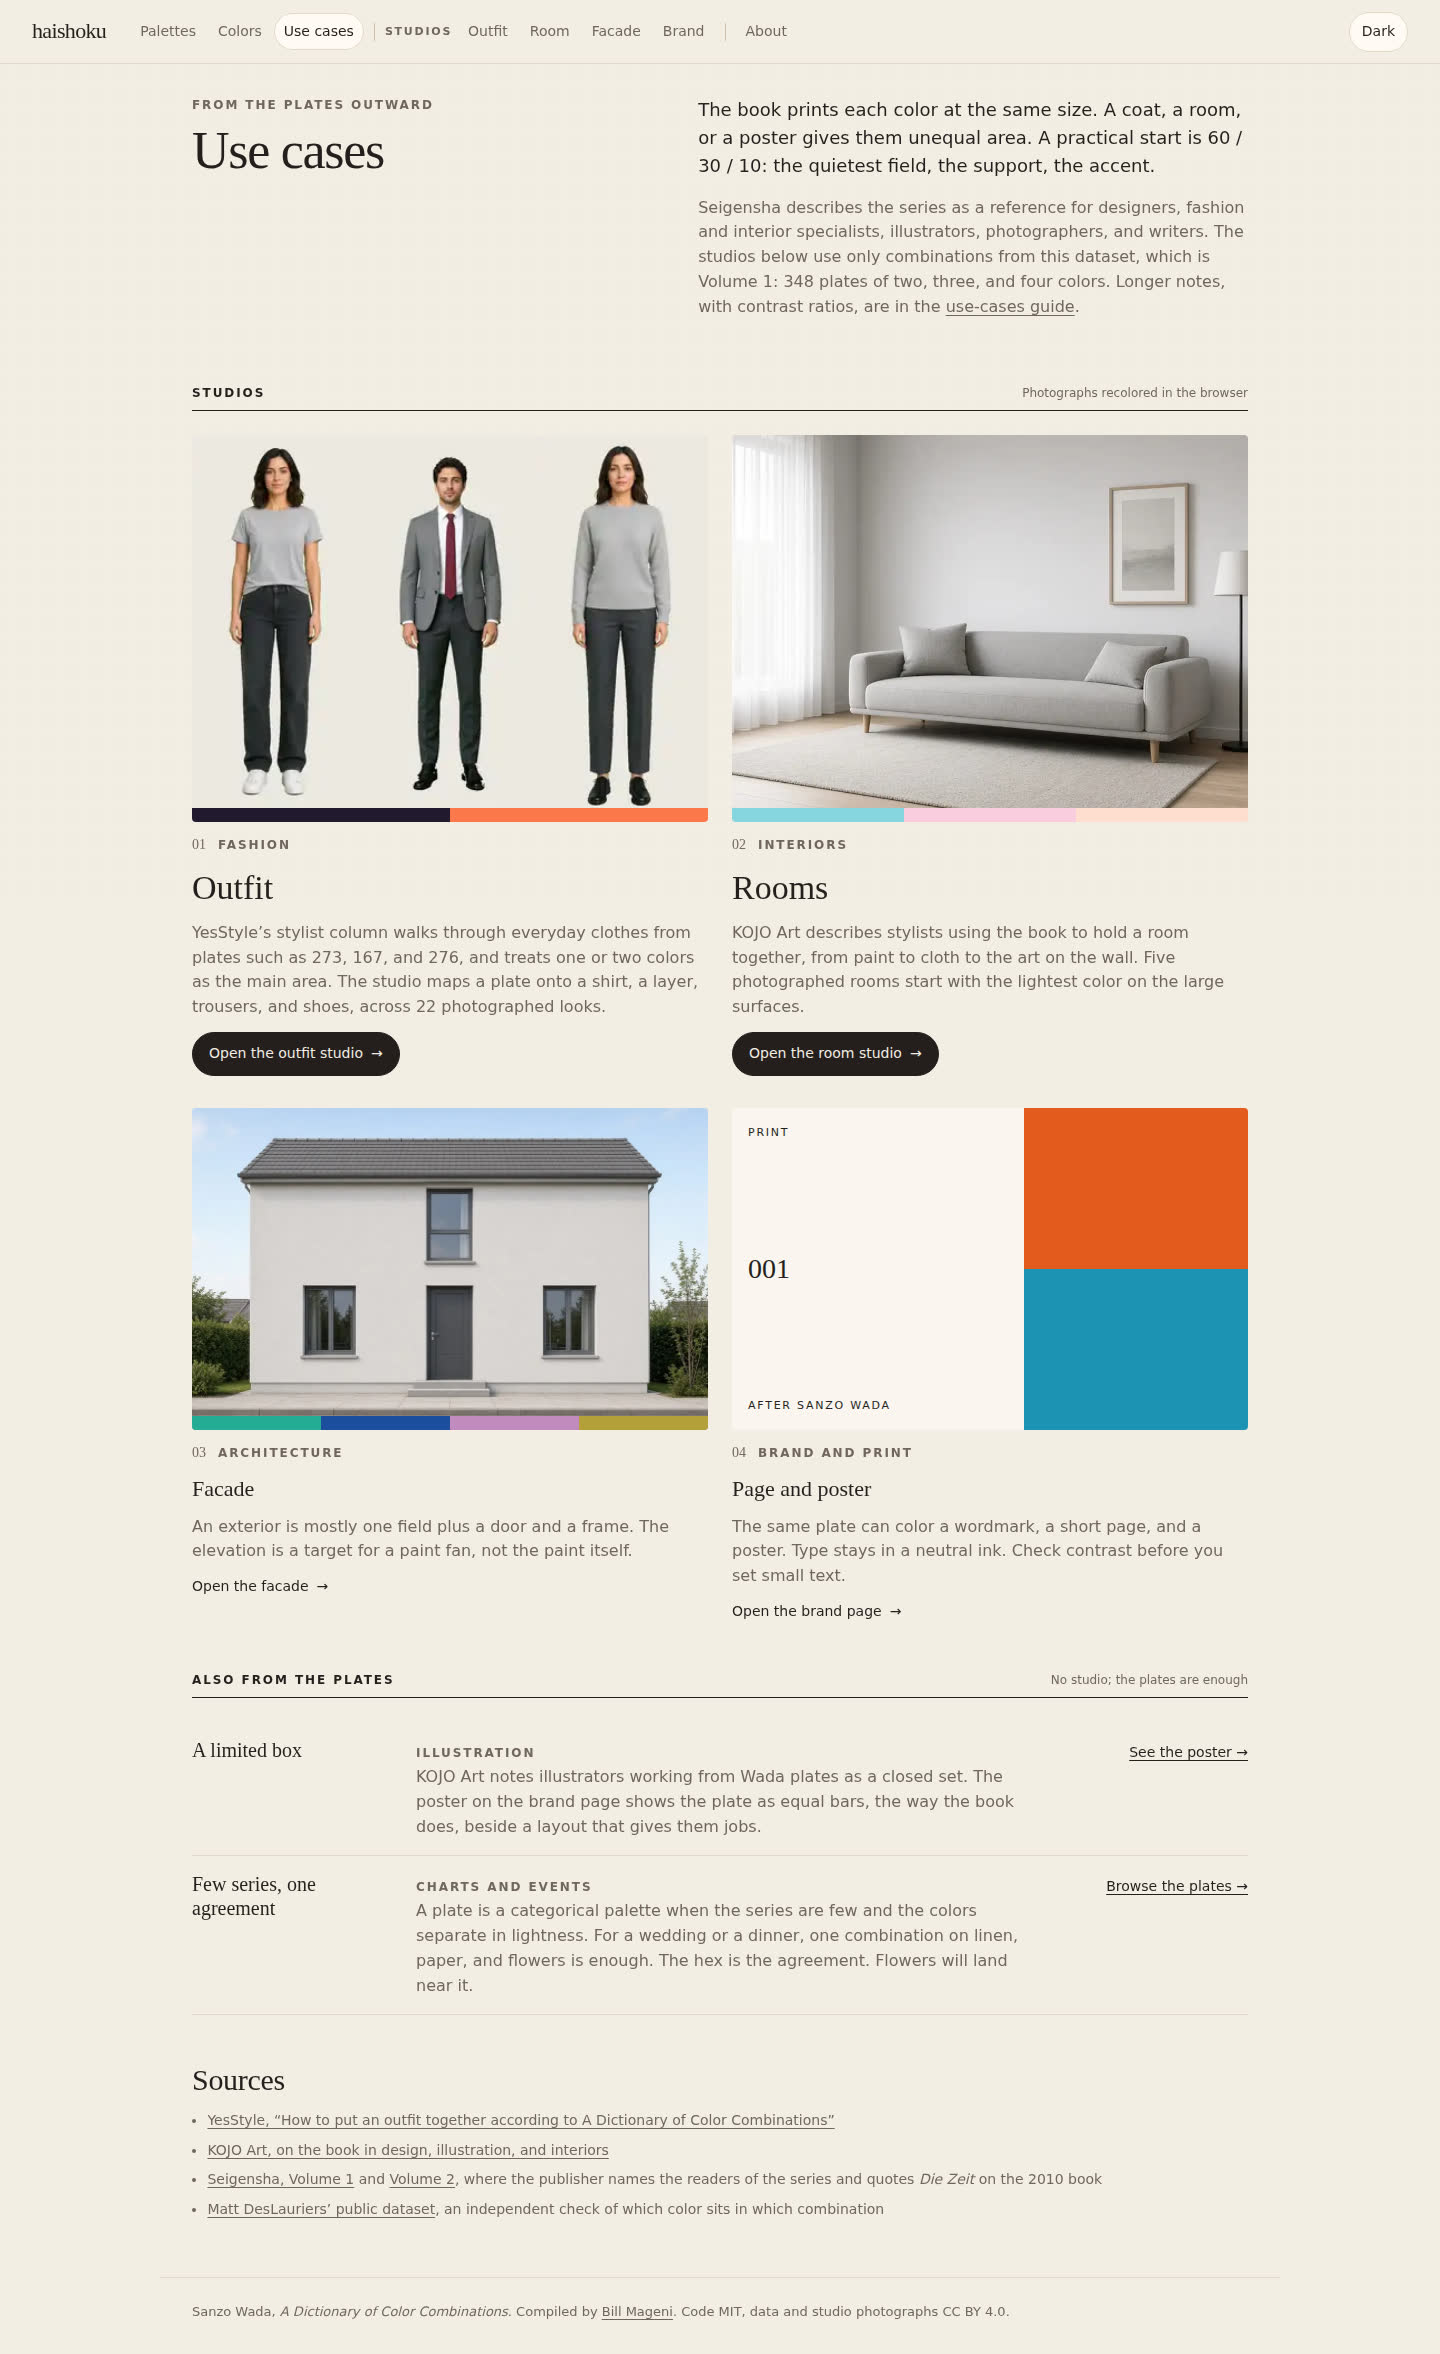 haishoku Palettes Colors Use cases STUDIOS Outfit Room Facade Brand About Dark
FROM THE PLATES OUTWARD
Use cases
The book prints each color at the same size. A coat, a room,
or a poster gives them unequal area. A practical start is 60 /
30 / 10: the quietest field, the support, the accent.
Seigensha describes the series as a reference for designers, fashion
and interior specialists, illustrators, photographers, and writers. The
studios below use only combinations from this dataset, which is
Volume 1: 348 plates of two, three, and four colors. Longer notes,
with contrast ratios, are in the use-cases guide.
STUDIOS
Photographs recolored in the browser
01 FASHION
Outfit
YesStyle’s stylist column walks through everyday clothes from
plates such as 273, 167, and 276, and treats one or two colors
as the main area. The studio maps a plate onto a shirt, a layer,
trousers, and shoes, across 22 photographed looks.
Open the outfit studio →
02 INTERIORS
Rooms
KOJO Art describes stylists using the book to hold a room
together, from paint to cloth to the art on the wall. Five
photographed rooms start with the lightest color on the large
surfaces.
Open the room studio →
03 ARCHITECTURE
Facade
An exterior is mostly one field plus a door and a frame. The
elevation is a target for a paint fan, not the paint itself.
Open the facade →
PRINT
001
AFTER SANZO WADA
04 BRAND AND PRINT
Page and poster
The same plate can color a wordmark, a short page, and a
poster. Type stays in a neutral ink. Check contrast before you
set small text.
Open the brand page →
ALSO FROM THE PLATES
No studio; the plates are enough
A limited box
ILLUSTRATION
KOJO Art notes illustrators working from Wada plates as a closed set. The
poster on the brand page shows the plate as equal bars, the way the book
does, beside a layout that gives them jobs.
See the poster →
Few series, one
agreement
CHARTS AND EVENTS
A plate is a categorical palette when the series are few and the colors
separate in lightness. For a wedding or a dinner, one combination on linen,
paper, and flowers is enough. The hex is the agreement. Flowers will land
near it.
Browse the plates →
Sources
• YesStyle, “How to put an outfit together according to A Dictionary of Color Combinations”
• KOJO Art, on the book in design, illustration, and interiors
• Seigensha, Volume 1 and Volume 2, where the publisher names the readers of the series and quotes Die Zeit on the 2010 book
• Matt DesLauriers’ public dataset, an independent check of which color sits in which combination
Sanzo Wada, A Dictionary of Color Combinations. Compiled by Bill Mageni. Code MIT, data and studio photographs CC BY 4.0.